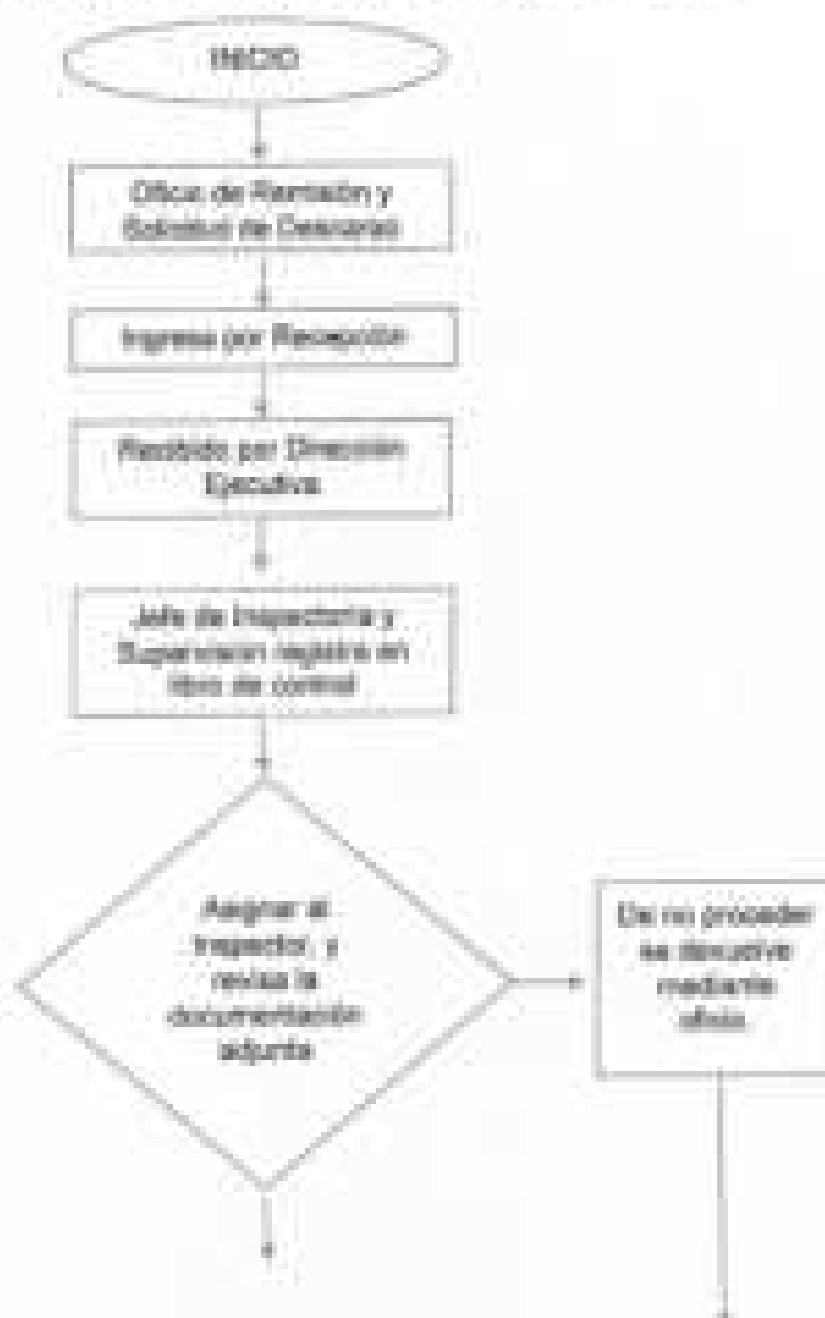 INICIO
Oficio de Remisión y
Solicitud de Descargo
Ingresa por Recepción
Recibido por Dirección
Ejecutiva
Jefe de Inspectoría y
Supervisión registra en
libro de control
Asignar al
Inspector, y
revisa la
documentación
adjunta
De no proceder
se devuelve
mediante
oficio